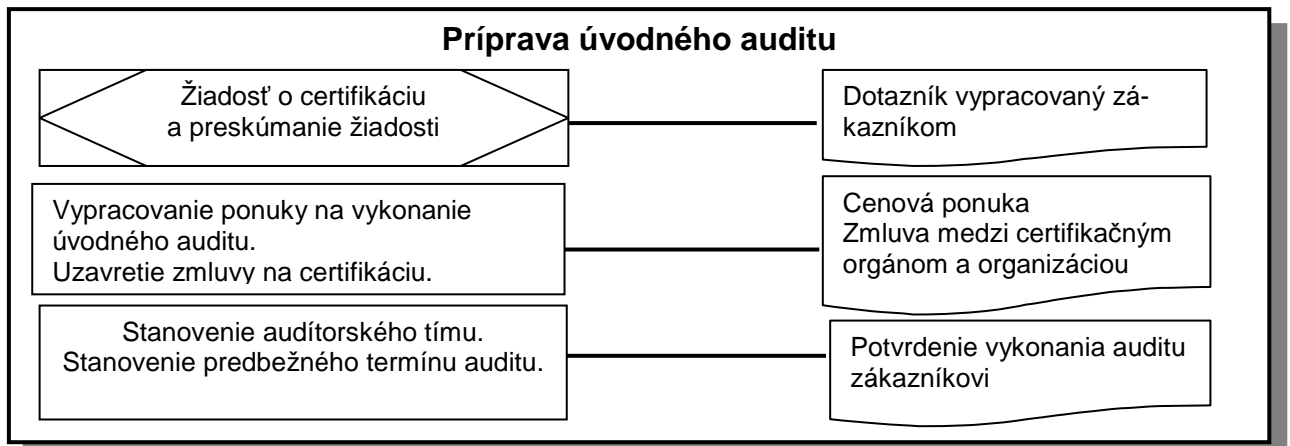 Príprava úvodného auditu
Žiadosť o certifikáciu
a preskúmanie žiadosti
Dotazník vypracovaný zá-
kazníkom
Vypracovanie ponuky na vykonanie
úvodného auditu.
Uzavretie zmluvy na certifikáciu.
Cenová ponuka
Zmluva medzi certifikačným
orgánom a organizáciou
Stanovenie audítorského tímu.
Stanovenie predbežného termínu auditu.
Potvrdenie vykonania auditu
zákazníkovi